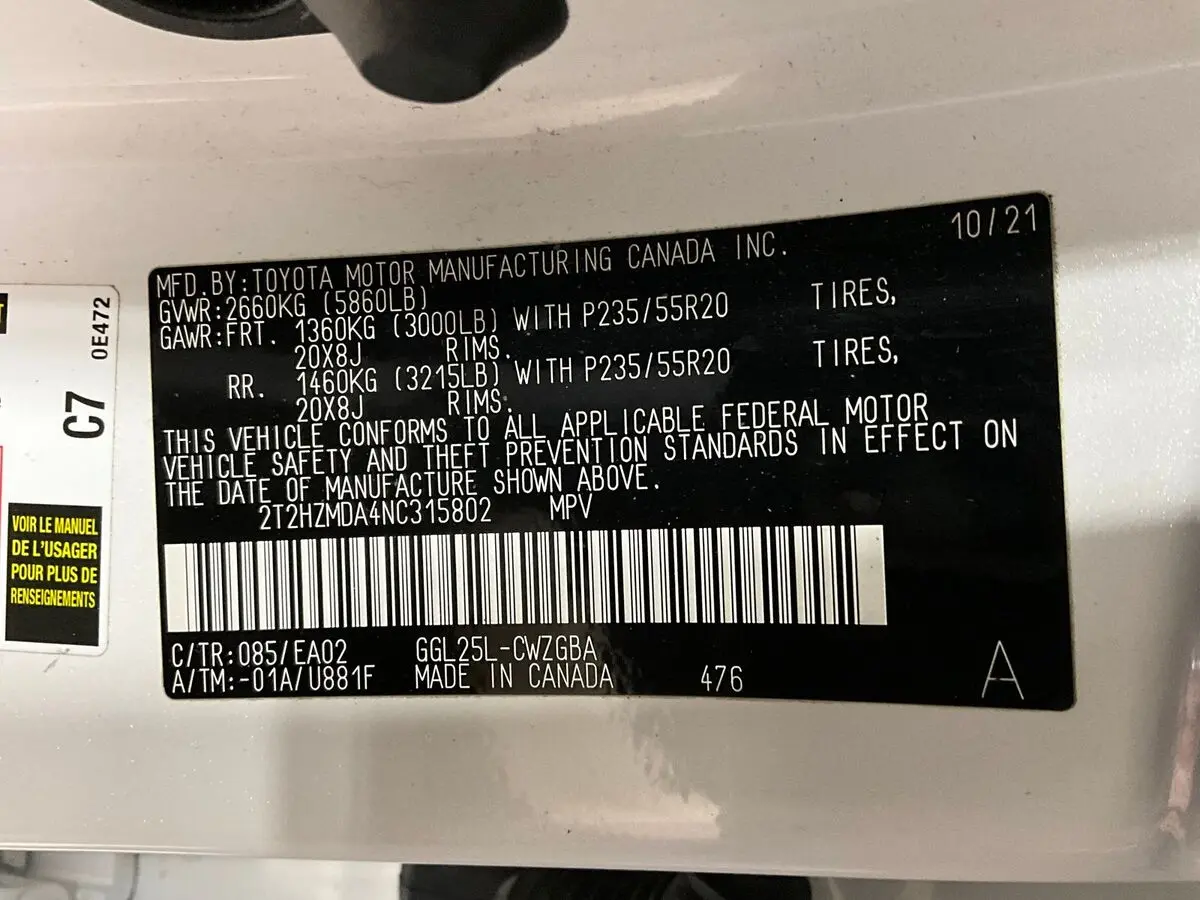 10/21
MFD.BY:TOYOTA MOTOR MANUFACTURING CANADA INC.
GVWR:2660KG (5860LB)
GAWR:FRT. 1360KG (3000LB) WITH P235/55R20 TIRES,
20X8J RIMS.
RR. 1460KG (3215LB) WITH P235/55R20 TIRES,
20X8J RIMS.
THIS VEHICLE CONFORMS TO ALL APPLICABLE FEDERAL MOTOR
VEHICLE SAFETY AND THEFT PREVENTION STANDARDS IN EFFECT ON
THE DATE OF MANUFACTURE SHOWN ABOVE.
2T2HZMDA4NC315802 MPV
C/TR:085/EA02 GGL25L-CWZGBA
A/TM:-01A/U881F MADE IN CANADA 476
A
0E472
C7
VOIR LE MANUEL
DE L'USAGER
POUR PLUS DE
RENSEIGNEMENTS